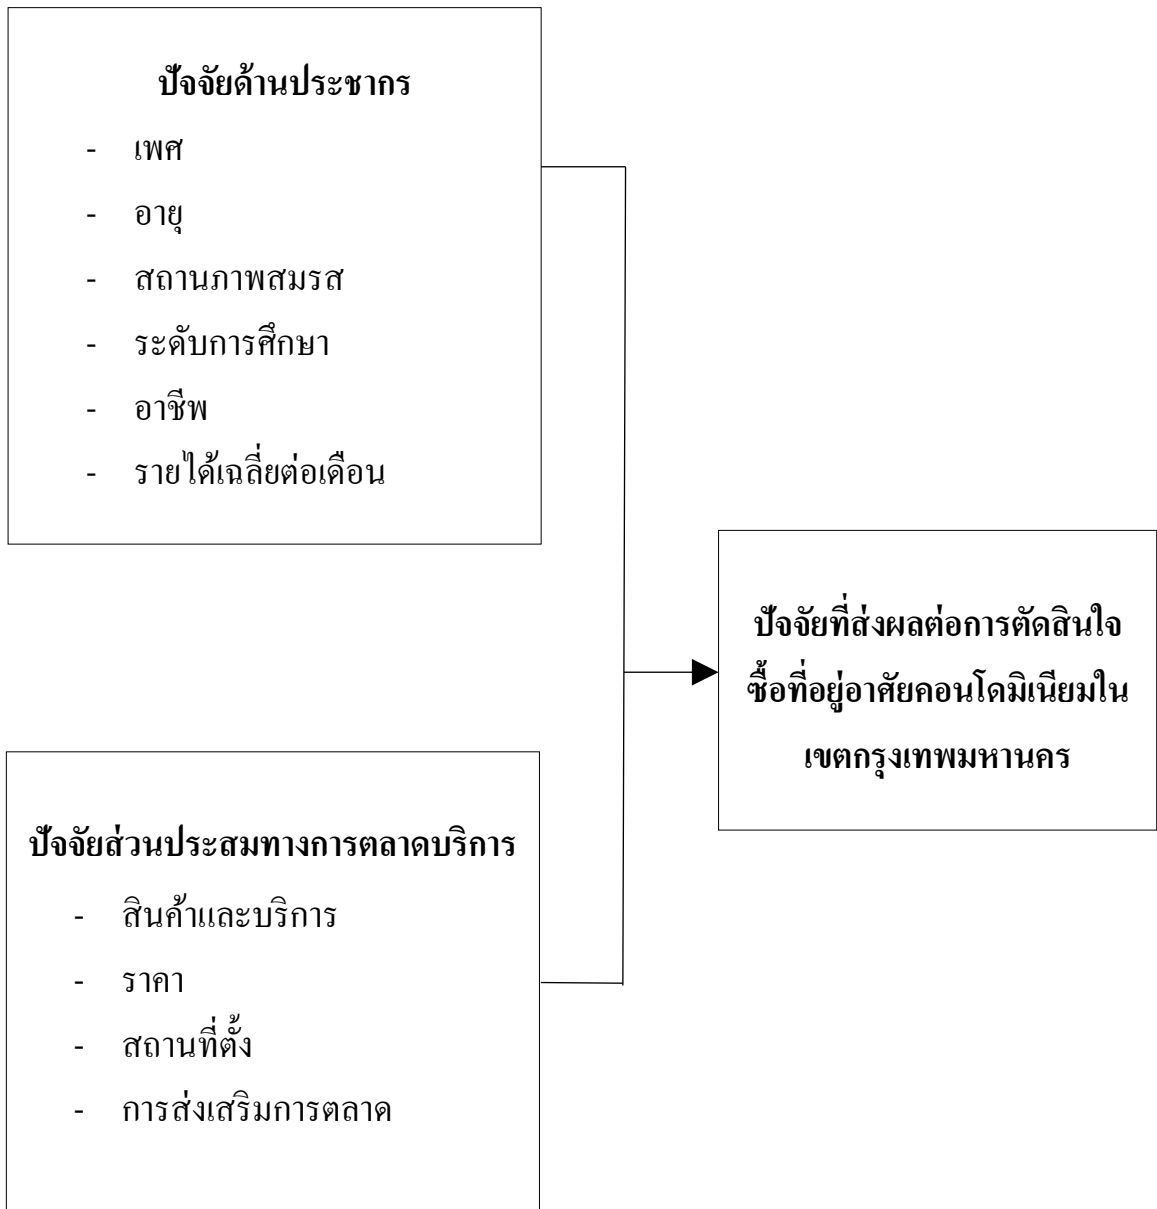 ปัจจัยด้านประชากร
- เพศ
- อายุ
- สถานภาพสมรส
- ระดับการศึกษา
- อาชีพ
- รายได้เฉลี่ยต่อเดือน
ปัจจัยส่วนประสมทางการตลาดบริการ
- สินค้าและบริการ
- ราคา
- สถานที่ตั้ง
- การส่งเสริมการตลาด
ปัจจัยที่ส่งผลต่อการตัดสินใจ
ซื้อที่อยู่อาศัยคอนโดมิเนียมใน
เขตกรุงเทพมหานคร